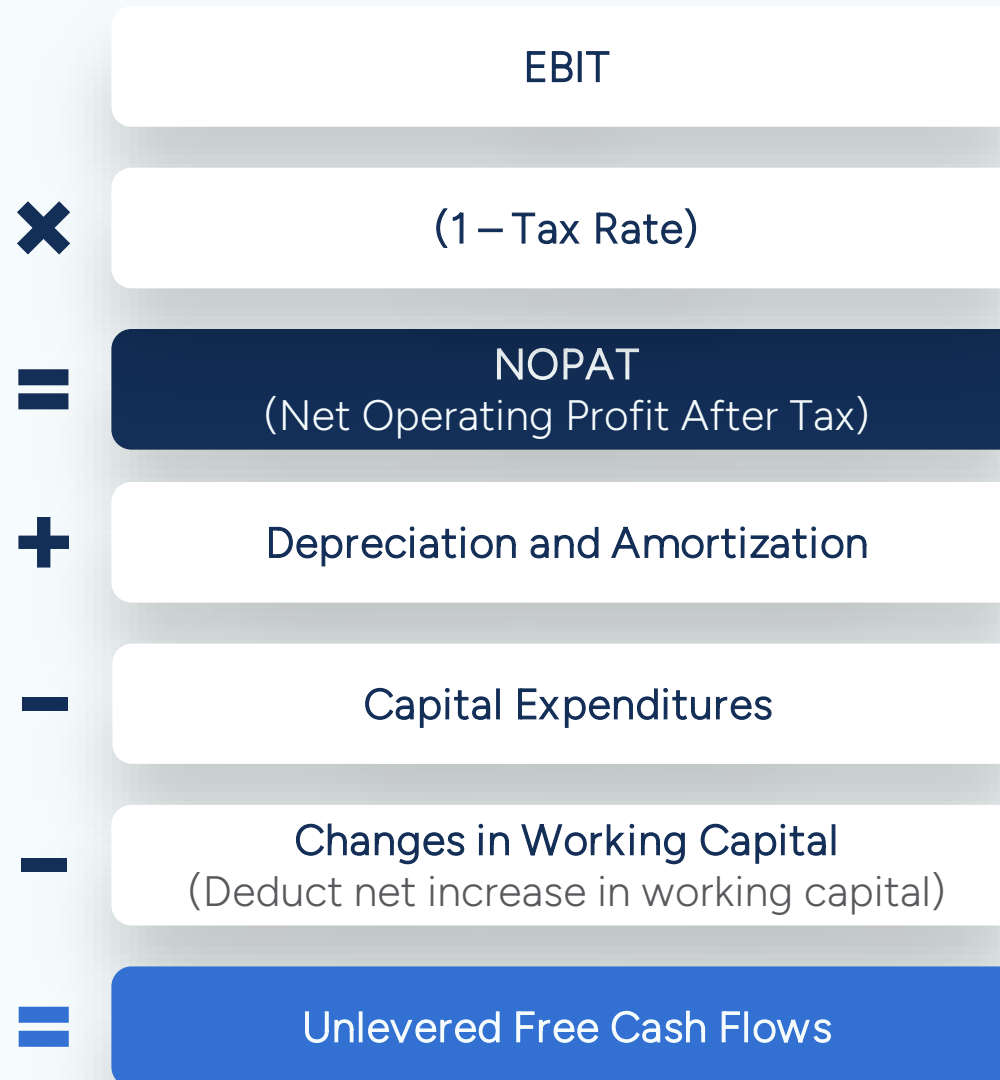 EBIT
× (1 – Tax Rate)
= NOPAT
(Net Operating Profit After Tax)
+ Depreciation and Amortization
– Capital Expenditures
– Changes in Working Capital
(Deduct net increase in working capital)
= Unlevered Free Cash Flows